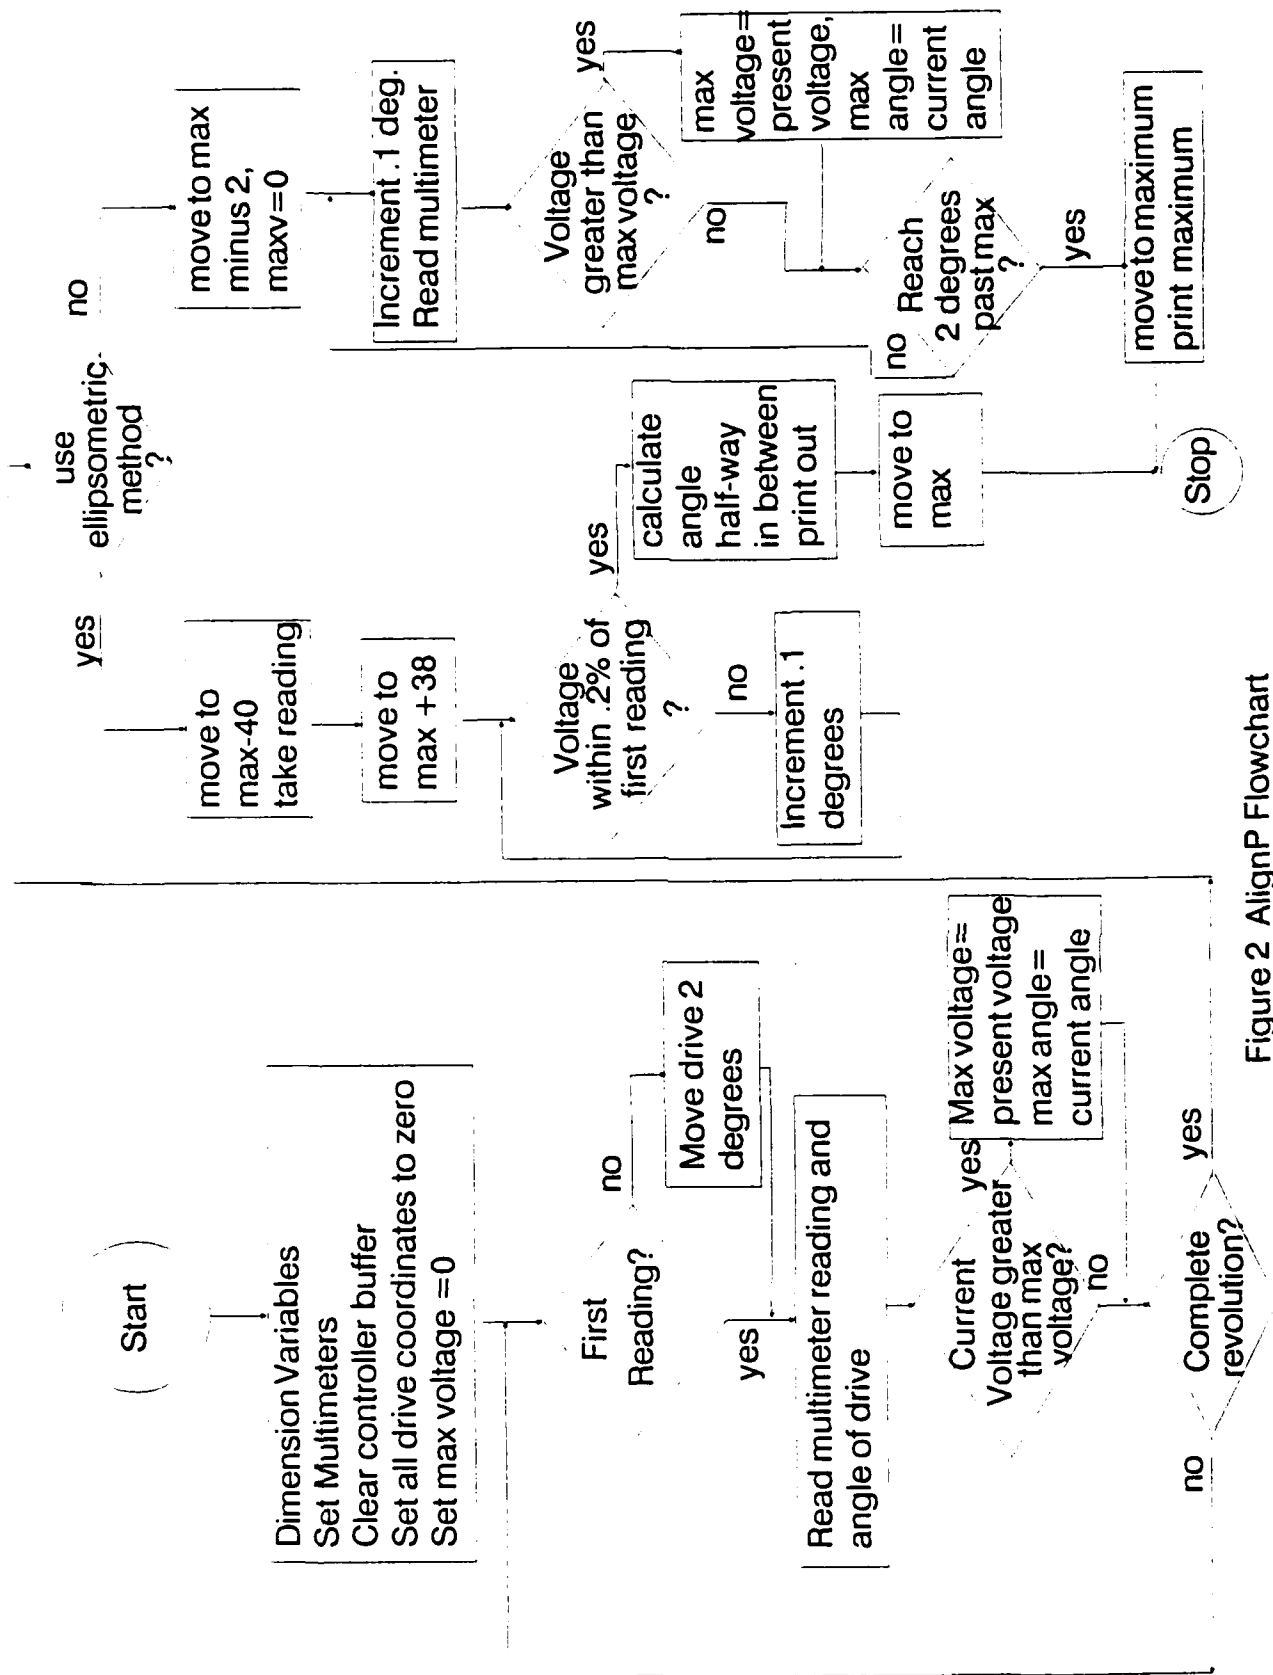 Start
Dimension Variables
Set Multimeters
Clear controller buffer
Set all drive coordinates to zero
Set max voltage =0
First
Reading?
no
Move drive 2
degrees
yes
Read multimeter reading and
angle of drive
Current
Voltage greater
than max
voltage?
yes
Max voltage=
present voltage
max angle=
current angle
no
Complete
revolution?
no
yes
use
ellipsometric
method
?
yes
no
move to
max-40
take reading
move to
max +38
Voltage
within .2% of
first reading
?
yes
no
Increment .1
degrees
calculate
angle
half-way
in between
print out
move to
max
Stop
move to max
minus 2,
maxv=0
Increment .1 deg.
Read multimeter
Voltage
greater than
max voltage
?
yes
no
max
voltage=
present
voltage,
max
angle=
current
angle
Reach
2 degrees
past max
?
no
yes
move to maximum
print maximum
Figure 2 AlignP Flowchart